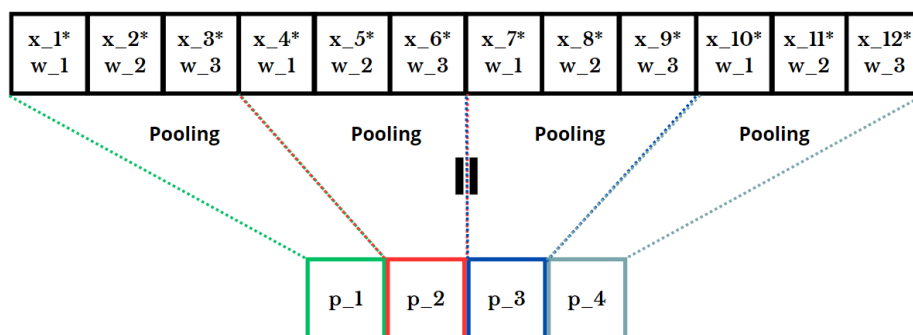 x_1* x_2* x_3* x_4* x_5* x_6* x_7* x_8* x_9* x_10* x_11* x_12*
w_1 w_2 w_3 w_1 w_2 w_3 w_1 w_2 w_3 w_1 w_2 w_3
Pooling Pooling Pooling Pooling
p_1 p_2 p_3 p_4